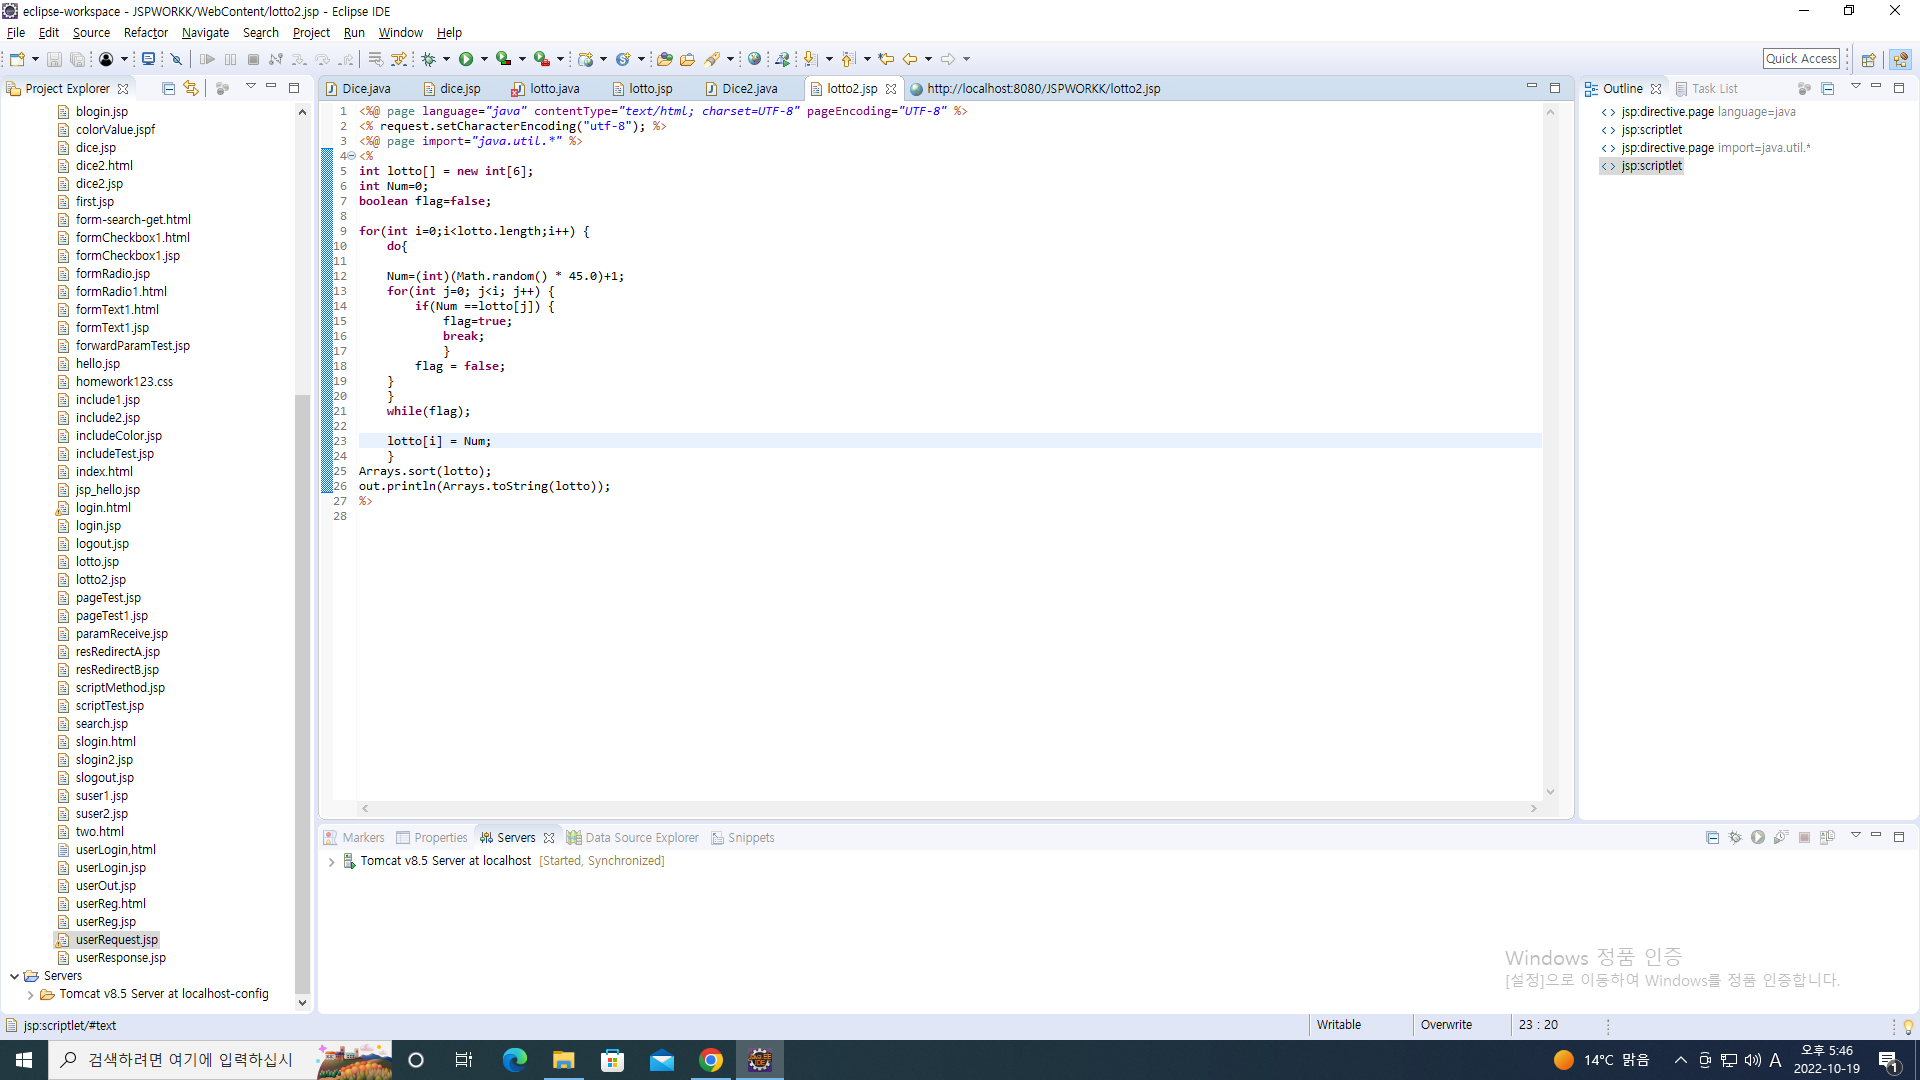 eclipse-workspace - JSPWORKK/WebContent/lotto2.jsp - Eclipse IDE
File Edit Source Refactor Navigate Search Project Run Window Help
Quick Access
Project Explorer
blogin.jsp
colorValue.jspf
dice.jsp
dice2.html
dice2.jsp
first.jsp
form-search-get.html
formCheckbox1.html
formCheckbox1.jsp
formRadio.jsp
formRadio1.html
formText1.html
formText1.jsp
forwardParamTest.jsp
hello.jsp
homework123.css
include1.jsp
include2.jsp
includeColor.jsp
includeTest.jsp
index.html
jsp_hello.jsp
login.html
login.jsp
logout.jsp
lotto.jsp
lotto2.jsp
pageTest.jsp
pageTest1.jsp
paramReceive.jsp
resRedirectA.jsp
resRedirectB.jsp
scriptMethod.jsp
scriptTest.jsp
search.jsp
slogin.html
slogin2.jsp
slogout.jsp
suser1.jsp
suser2.jsp
two.html
userLogin,html
userLogin.jsp
userOut.jsp
userReg.html
userReg.jsp
userRequest.jsp
userResponse.jsp
Servers
Tomcat v8.5 Server at localhost-config
Dice.java dice.jsp lotto.java lotto.jsp Dice2.java lotto2.jsp http://localhost:8080/JSPWORKK/lotto2.jsp
1 <%@ page language="java" contentType="text/html; charset=UTF-8" pageEncoding="UTF-8" %>
2 <% request.setCharacterEncoding("utf-8"); %>
3 <%@ page import="java.util.*" %>
4 <%
5 int lotto[] = new int[6];
6 int Num=0;
7 boolean flag=false;
8
9 for(int i=0;i<lotto.length;i++) {
10 do{
11
12 Num=(int)(Math.random() * 45.0)+1;
13 for(int j=0; j<i; j++) {
14 if(Num ==lotto[j]) {
15 flag=true;
16 break;
17 }
18 flag = false;
19 }
20 }
21 while(flag);
22
23 lotto[i] = Num;
24 }
25 Arrays.sort(lotto);
26 out.println(Arrays.toString(lotto));
27 %>
28
Outline Task List
jsp:directive.page language=java
jsp:scriptlet
jsp:directive.page import=java.util.*
jsp:scriptlet
Markers Properties Servers Data Source Explorer Snippets
Tomcat v8.5 Server at localhost [Started, Synchronized]
Windows 정품 인증
[설정]으로 이동하여 Windows를 정품 인증합니다.
jsp:scriptlet/#text Writable Overwrite 23 : 20
검색하려면 여기에 입력하십시
14°C 맑음 A 오후 5:46
2022-10-19
1